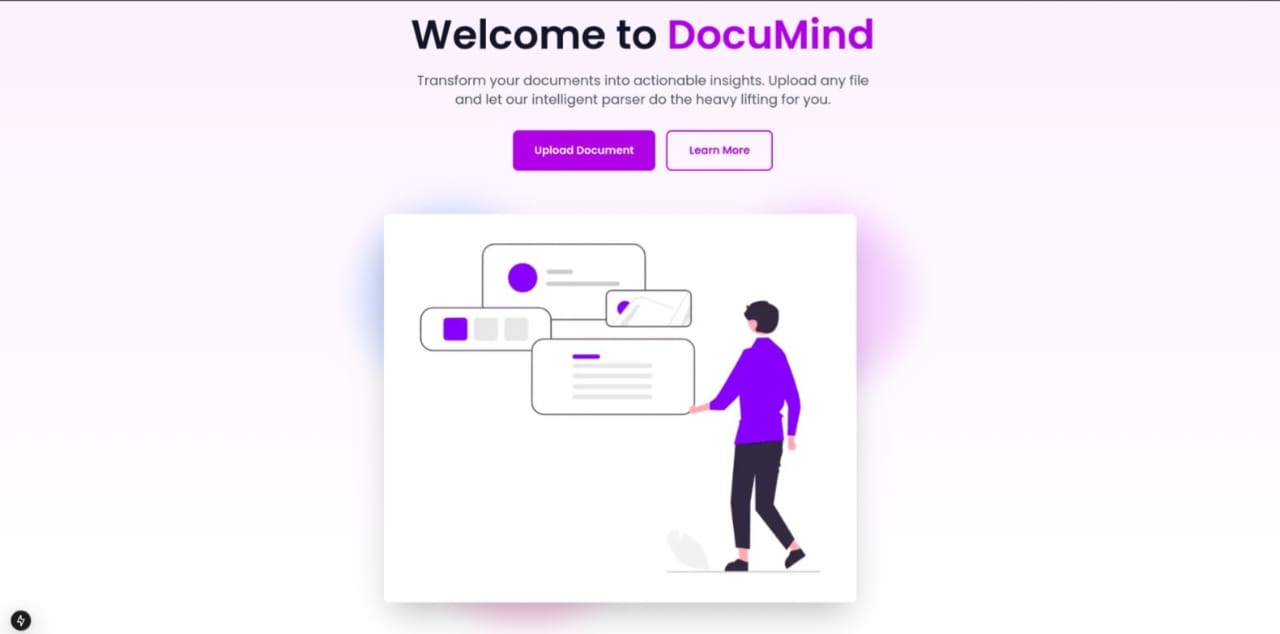 Welcome to DocuMind
Transform your documents into actionable insights. Upload any file
and let our intelligent parser do the heavy lifting for you.
Upload Document
Learn More